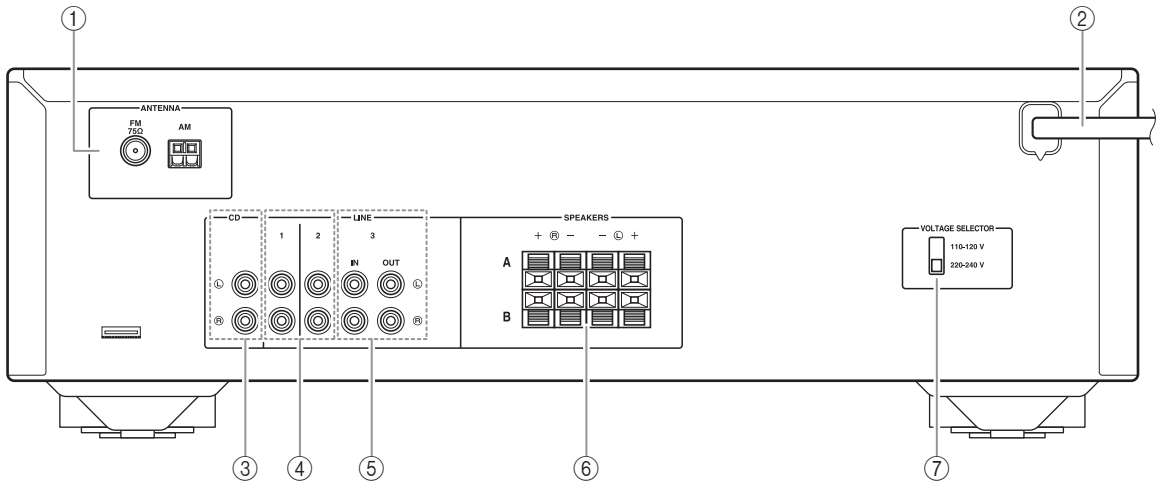 ① ②
ANTENNA
FM
75Ω
AM
CD LINE SPEAKERS
1 2 3
+ Ⓡ − − Ⓛ +
VOLTAGE SELECTOR
110-120 V
220-240 V
IN OUT
A
Ⓛ Ⓛ
Ⓡ Ⓡ
B
③ ④ ⑤ ⑥ ⑦